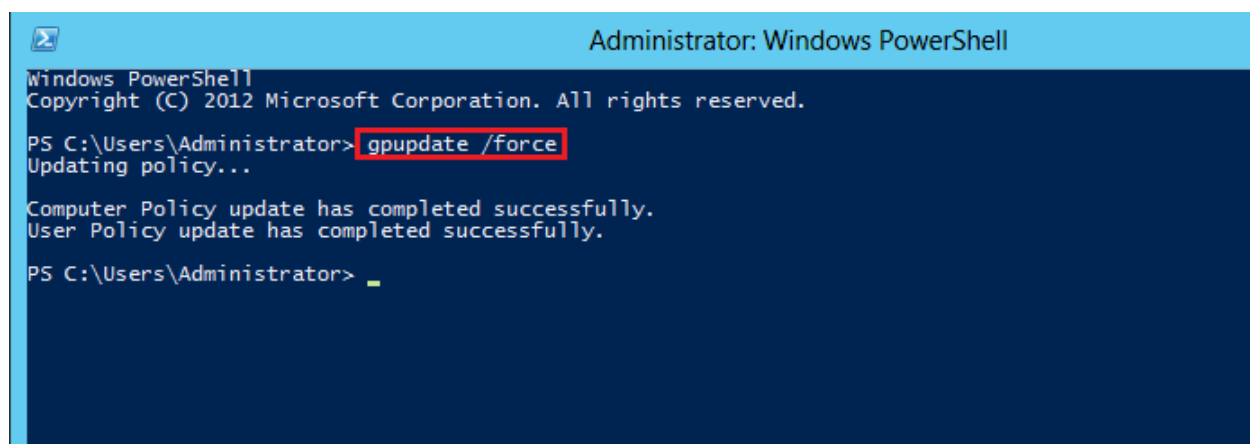 Administrator: Windows PowerShell
Windows PowerShell
Copyright (C) 2012 Microsoft Corporation. All rights reserved.
PS C:\Users\Administrator> gpupdate /force
Updating policy...
Computer Policy update has completed successfully.
User Policy update has completed successfully.
PS C:\Users\Administrator> _